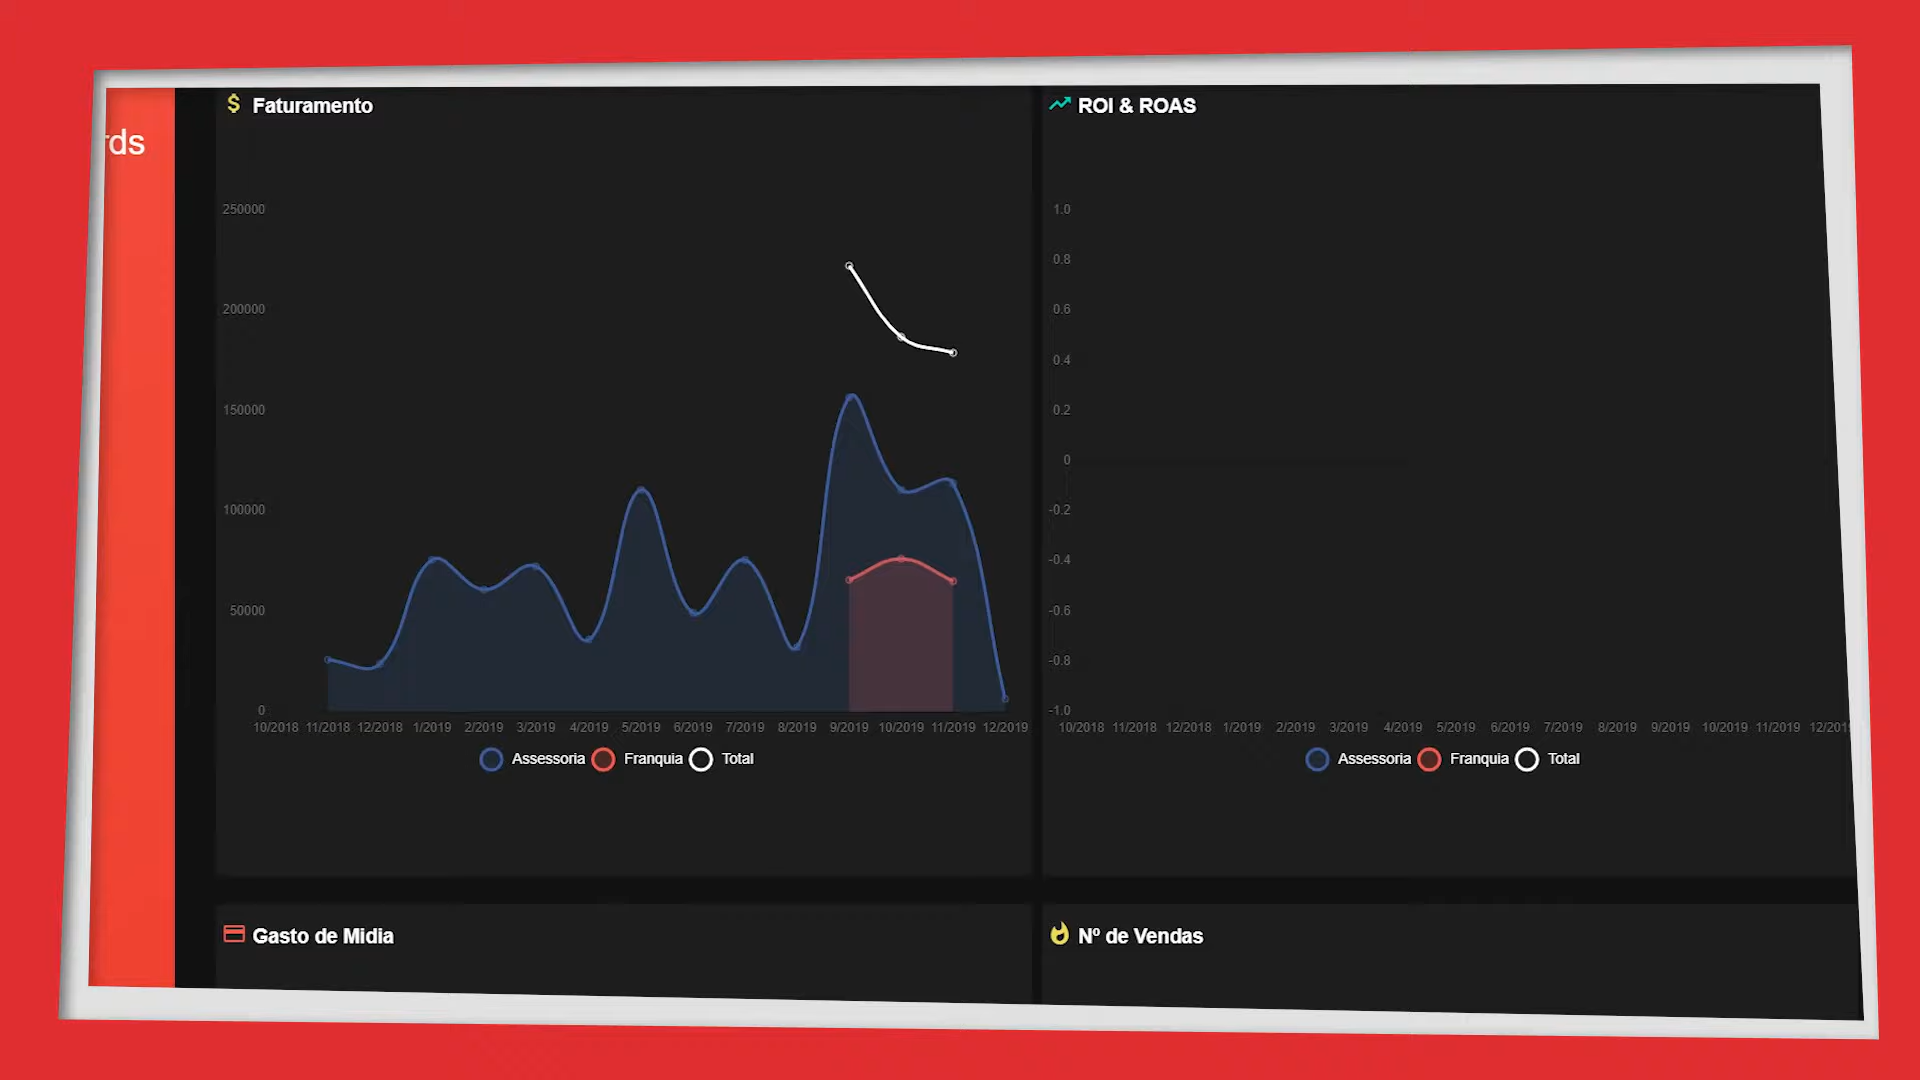 rds
Faturamento
250000
200000
150000
100000
50000
0
10/2018 11/2018 12/2018 1/2019 2/2019 3/2019 4/2019 5/2019 6/2019 7/2019 8/2019 9/2019 10/2019 11/2019 12/2019
Assessoria Franquia Total
ROI & ROAS
1.0
0.8
0.6
0.4
0.2
0
-0.2
-0.4
-0.6
-0.8
-1.0
10/2018 11/2018 12/2018 1/2019 2/2019 3/2019 4/2019 5/2019 6/2019 7/2019 8/2019 9/2019 10/2019 11/2019 12/201
Assessoria Franquia Total
Gasto de Midia
Nº de Vendas